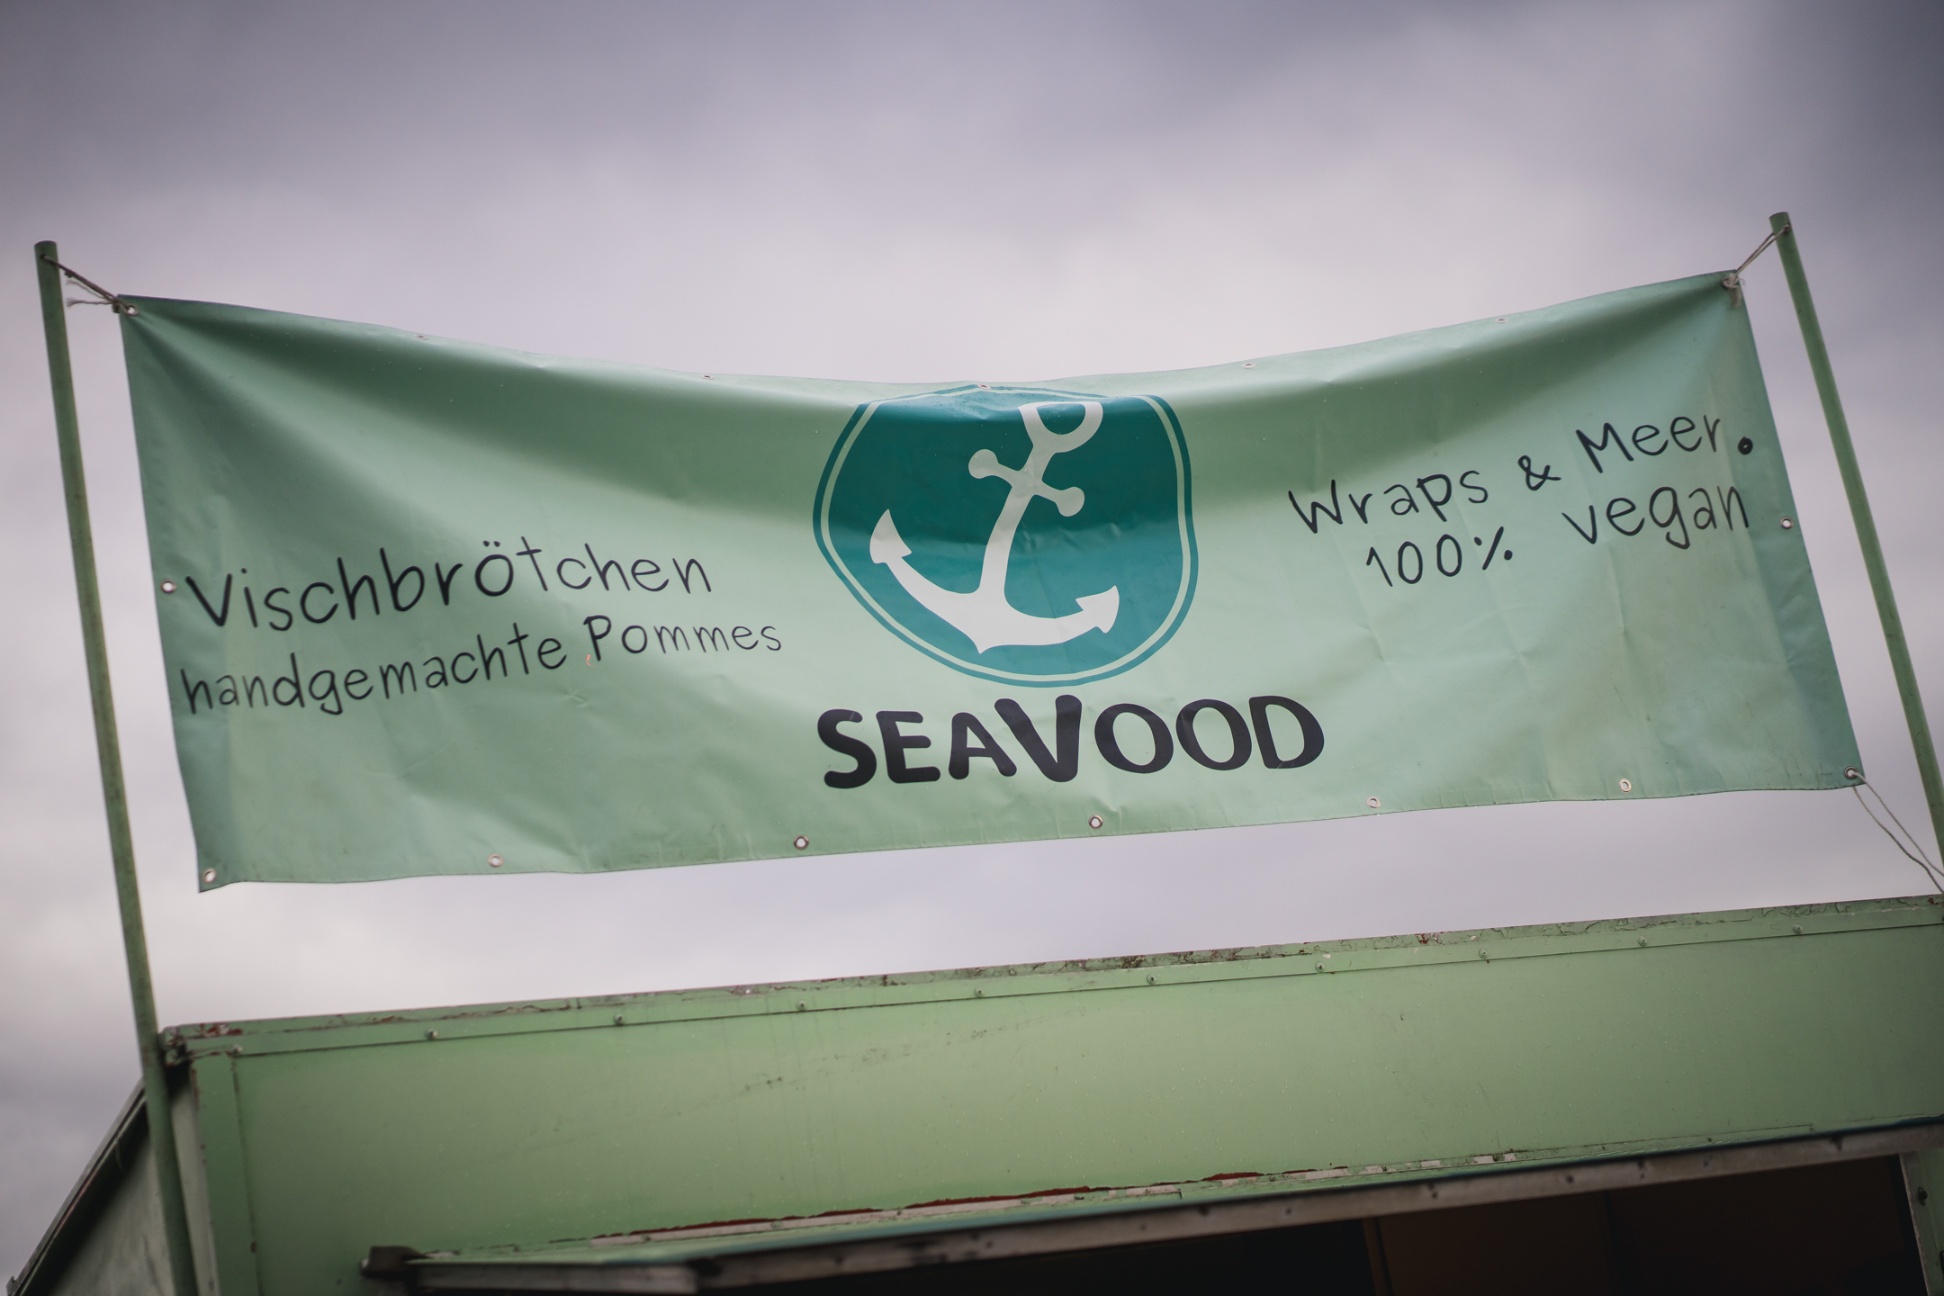 Vischbrötchen
handgemachte Pommes
SEAVOOD
Wraps & Meer.
100% vegan